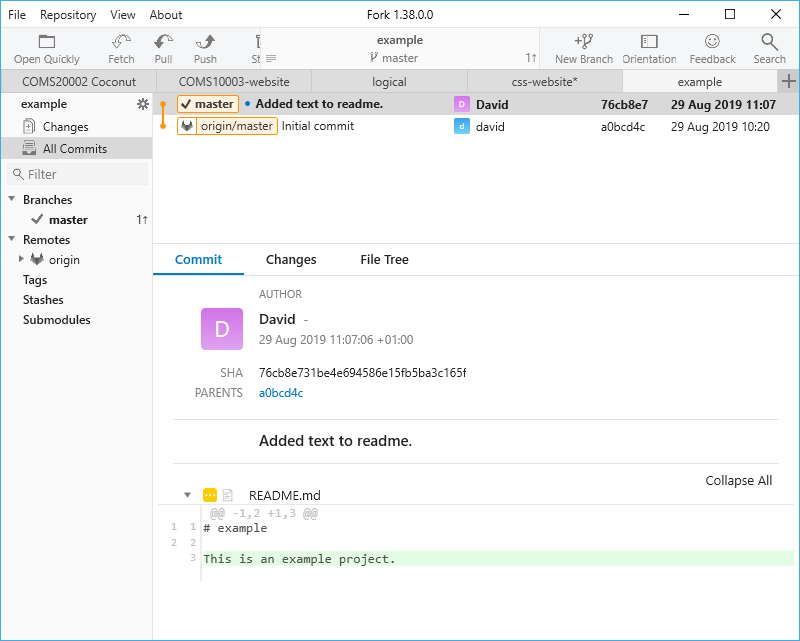 File Repository View About Fork 1.38.0.0
example
master 1↑
Open Quickly Fetch Pull Push New Branch Orientation Feedback Search
COMS20002 Coconut COMS10003-website logical css-website* example
example
Changes
All Commits
Filter
Branches
master 1↑
Remotes
origin
Tags
Stashes
Submodules
master Added text to readme. D David 76cb8e7 29 Aug 2019 11:07
origin/master Initial commit d david a0bcd4c 29 Aug 2019 10:20
Commit Changes File Tree
AUTHOR
D David -
29 Aug 2019 11:07:06 +01:00
SHA 76cb8e731be4e694586e15fb5ba3c165f
PARENTS a0bcd4c
Added text to readme.
Collapse All
README.md
@@ -1,2 +1,3 @@
1 1 # example
2 2
3 This is an example project.